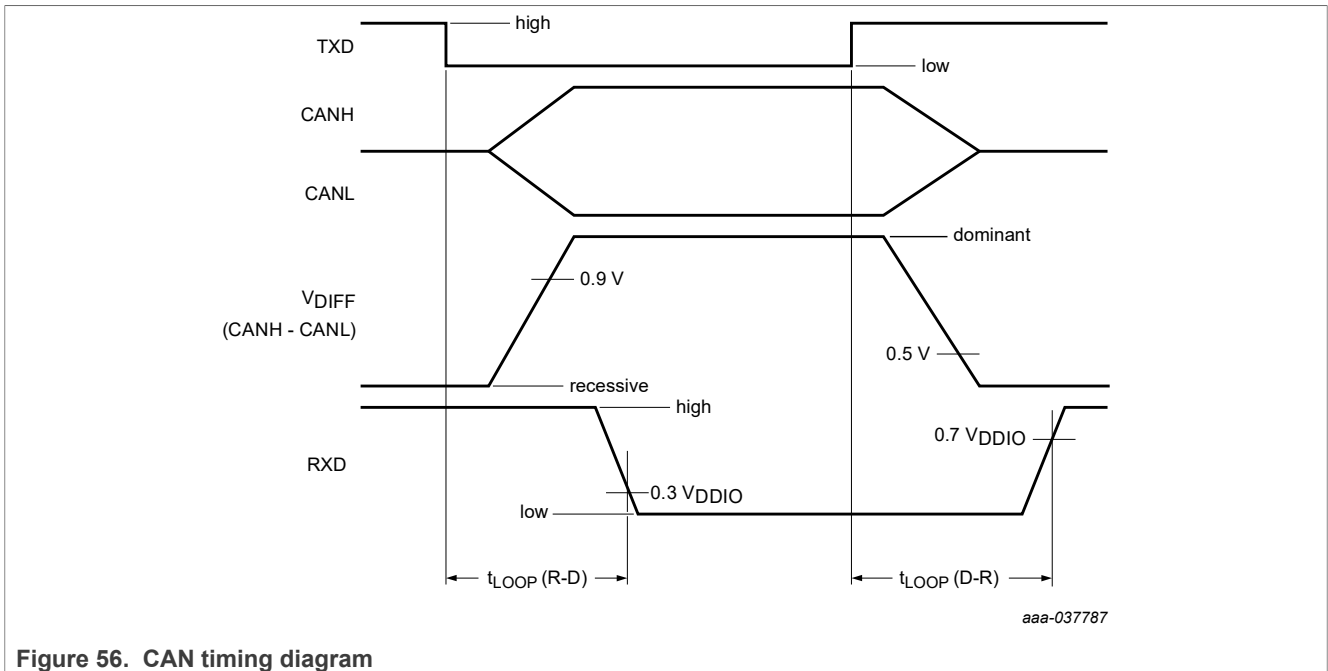 high
TXD
low
CANH
CANL
dominant
0.9 V
VDIFF
(CANH - CANL)
0.5 V
recessive
high
0.7 VDDIO
RXD
0.3 VDDIO
low
tLOOP (R-D)
tLOOP (D-R)
aaa-037787
Figure 56. CAN timing diagram